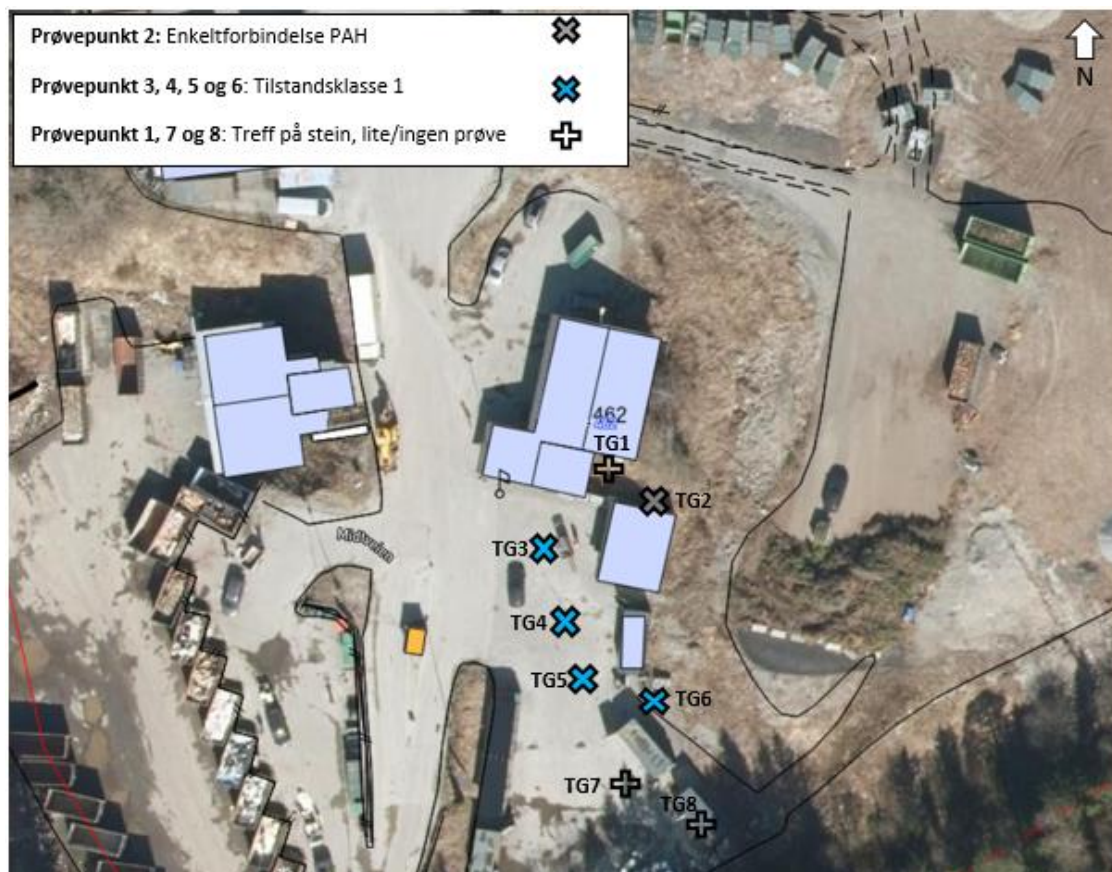 Prøvepunkt 2: Enkeltforbindelse PAH
Prøvepunkt 3, 4, 5 og 6: Tilstandsklasse 1
Prøvepunkt 1, 7 og 8: Treff på stein, lite/ingen prøve
N
462
TG1
TG2
TG3
Midtveien
TG4
TG5
TG6
TG7
TG8